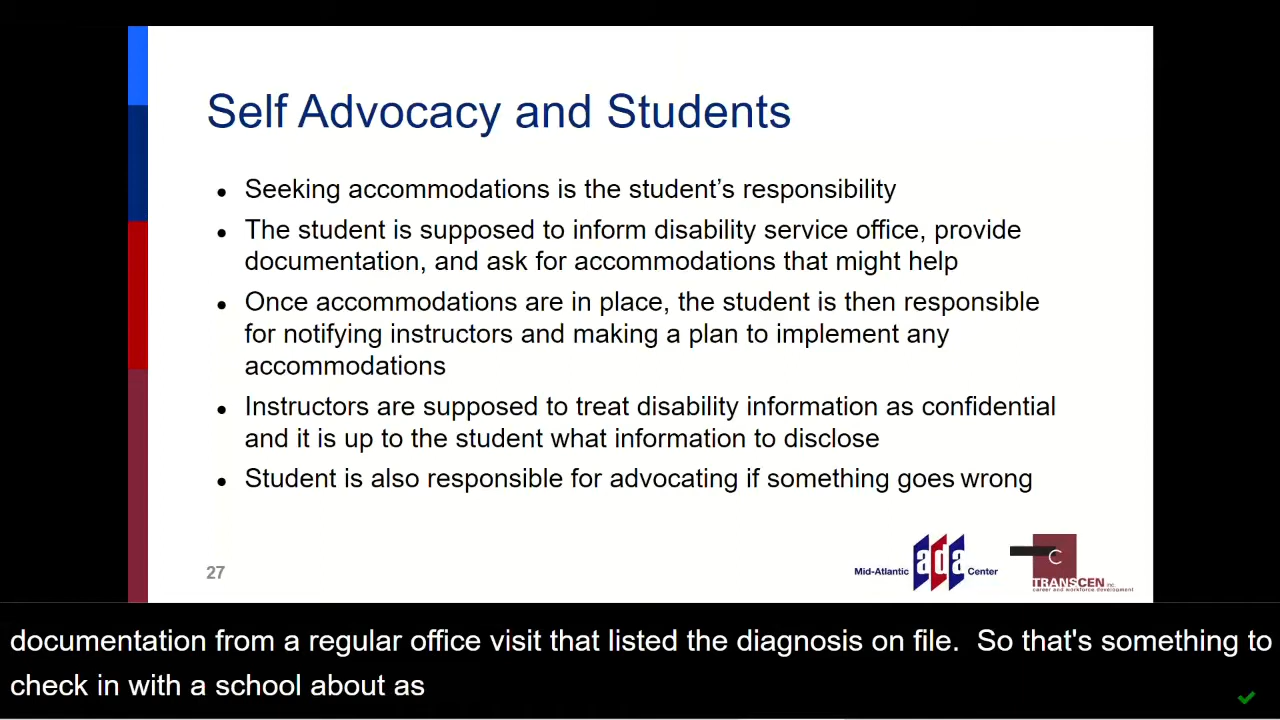 Self Advocacy and Students
• Seeking accommodations is the student’s responsibility
• The student is supposed to inform disability service office, provide
documentation, and ask for accommodations that might help
• Once accommodations are in place, the student is then responsible
for notifying instructors and making a plan to implement any
accommodations
• Instructors are supposed to treat disability information as confidential
and it is up to the student what information to disclose
• Student is also responsible for advocating if something goes wrong
27
Mid-Atlantic ada Center
C
TRANSCEN inc.
career and workforce development
documentation from a regular office visit that listed the diagnosis on file.  So that's something to
check in with a school about as